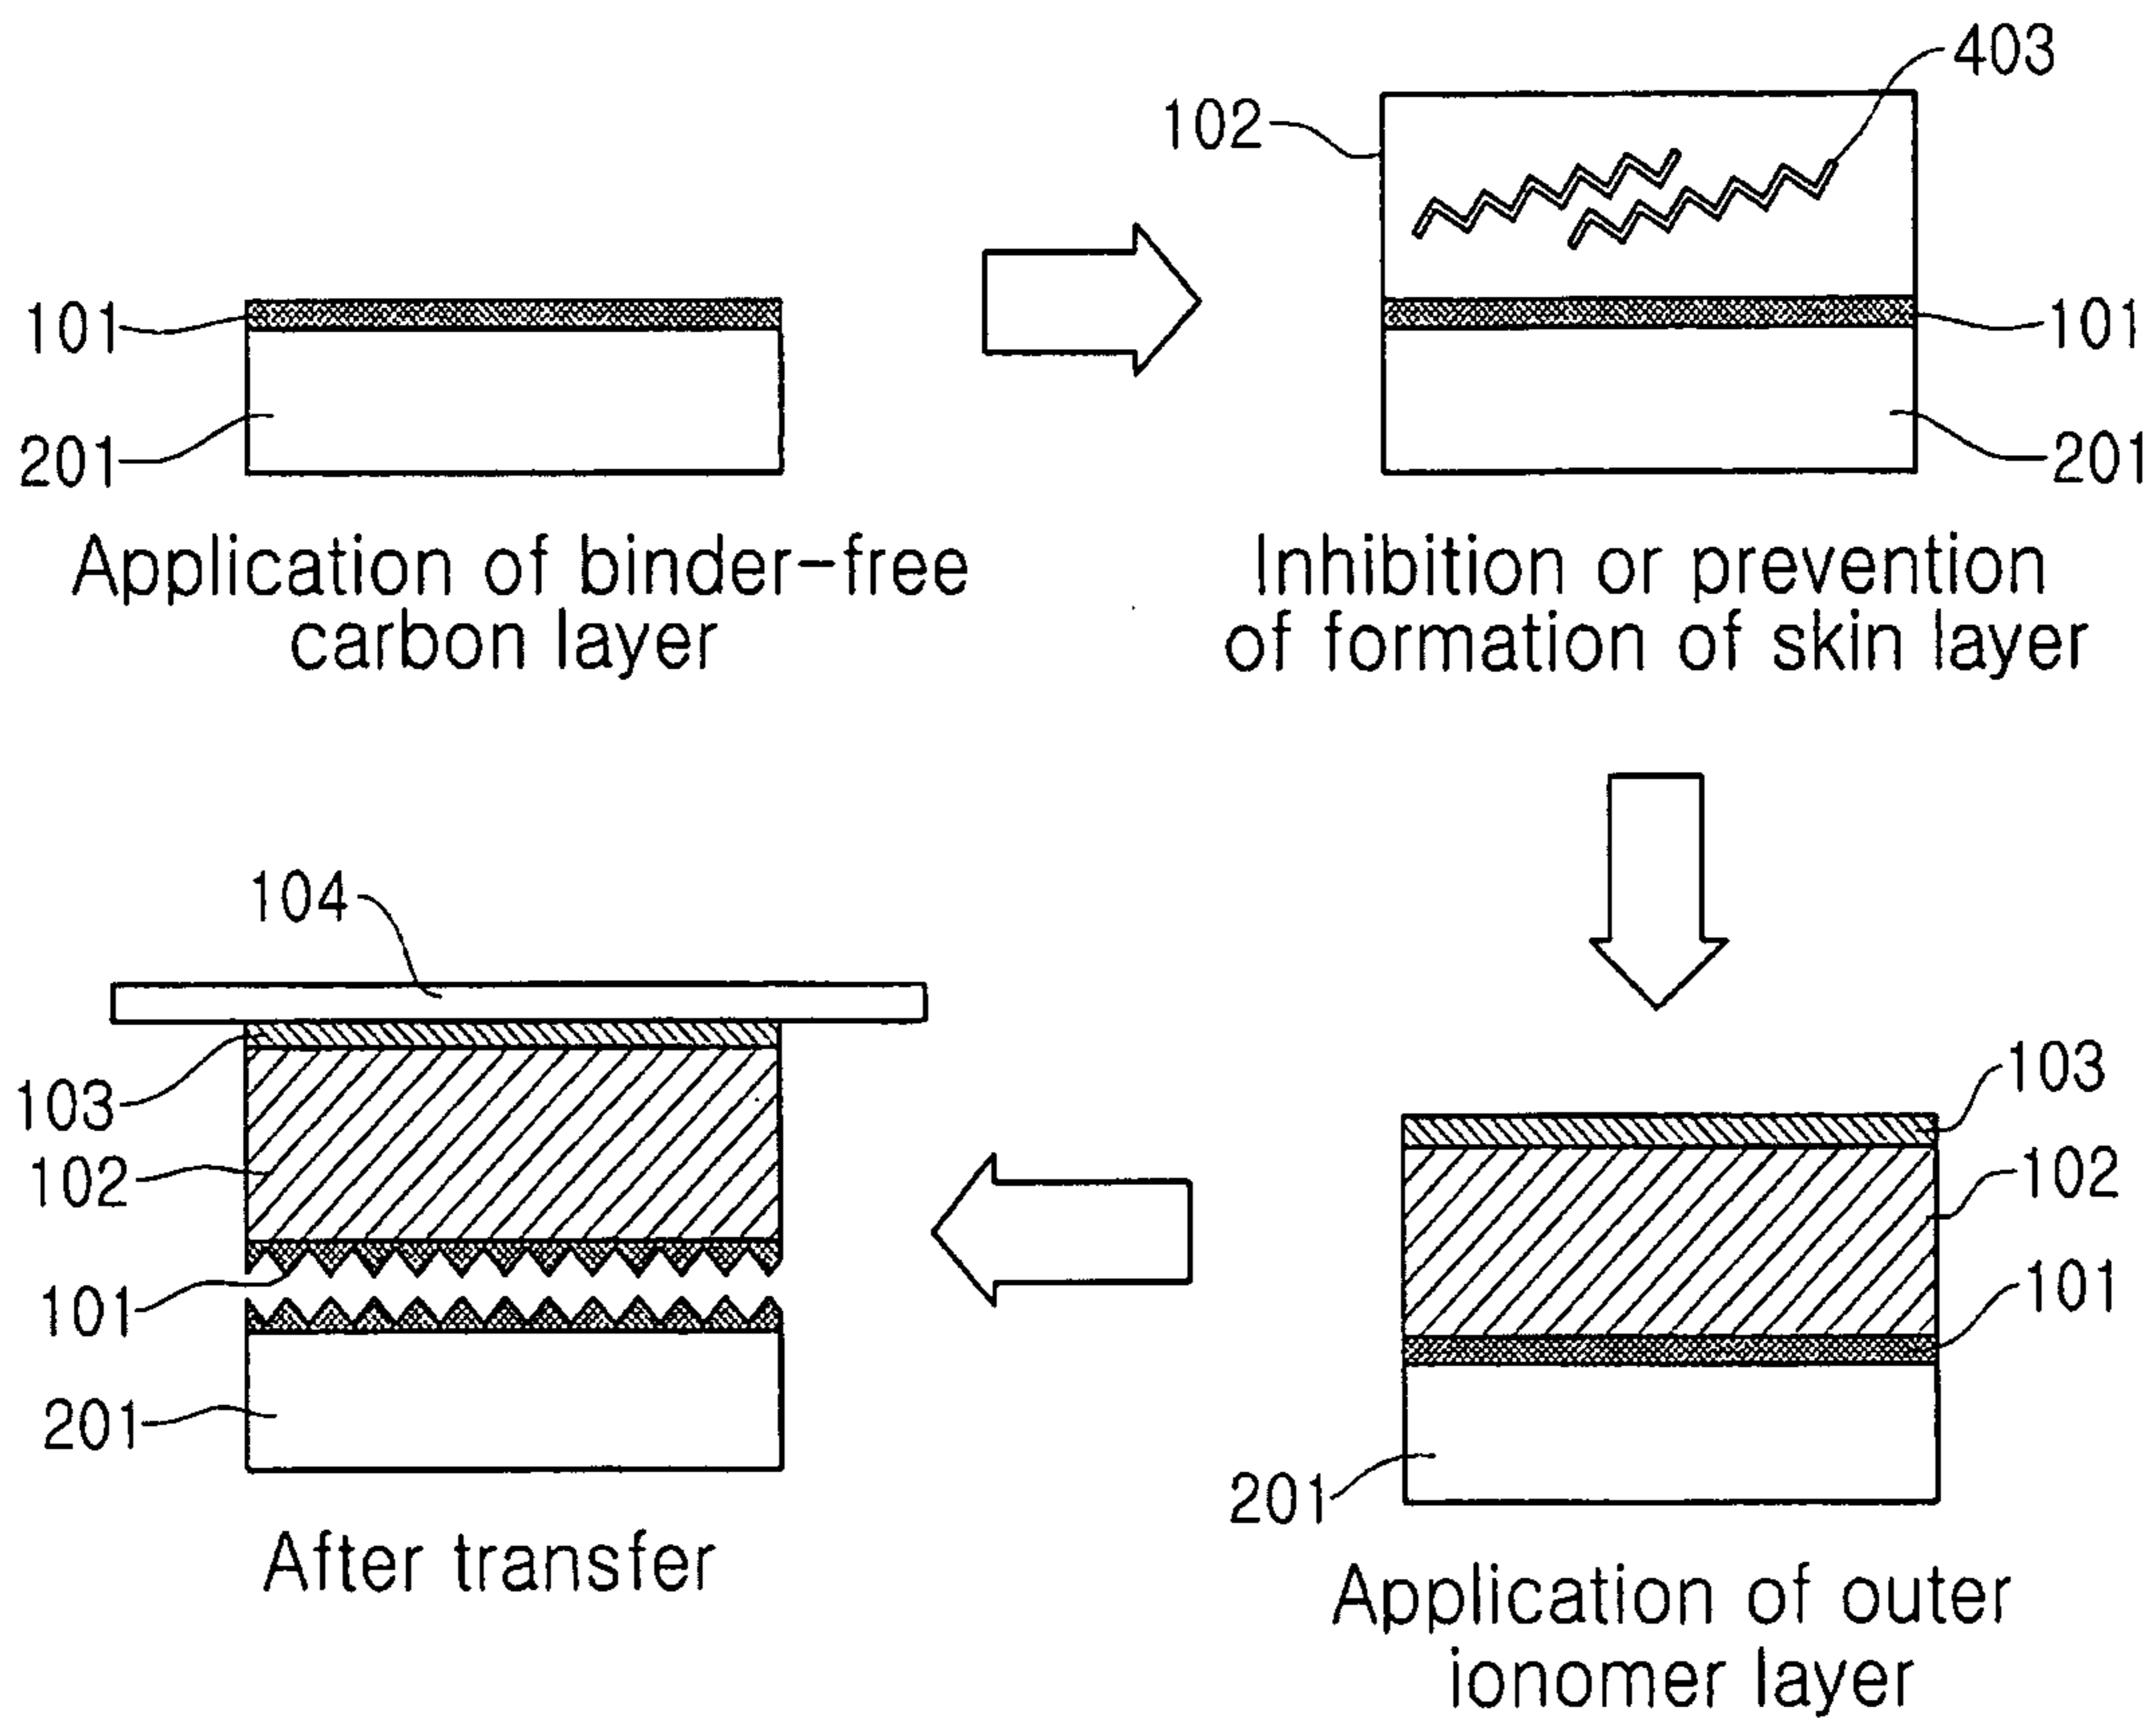 403
102
101
101
201
201
Application of binder-free
carbon layer
Inhibition or prevention
of formation of skin layer
104
103
103
102
102
101
101
201
201
After transfer
Application of outer
ionomer layer